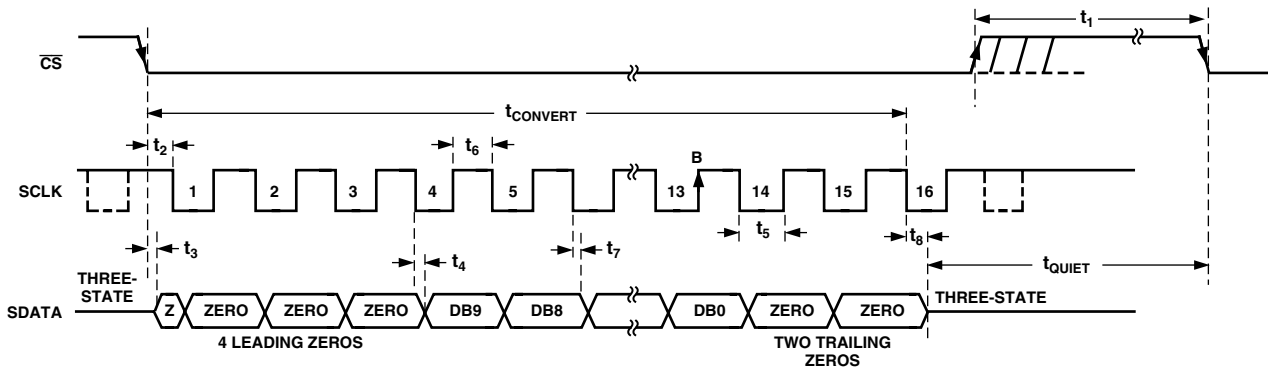 t1
CS
tCONVERT
t2
t6
B
SCLK
1 2 3 4 5 13 14 15 16
t3
t4
t7
t5
t8
tQUIET
THREE-
STATE
THREE-STATE
SDATA
Z ZERO ZERO ZERO DB9 DB8 DB0 ZERO ZERO
4 LEADING ZEROS
TWO TRAILING
ZEROS